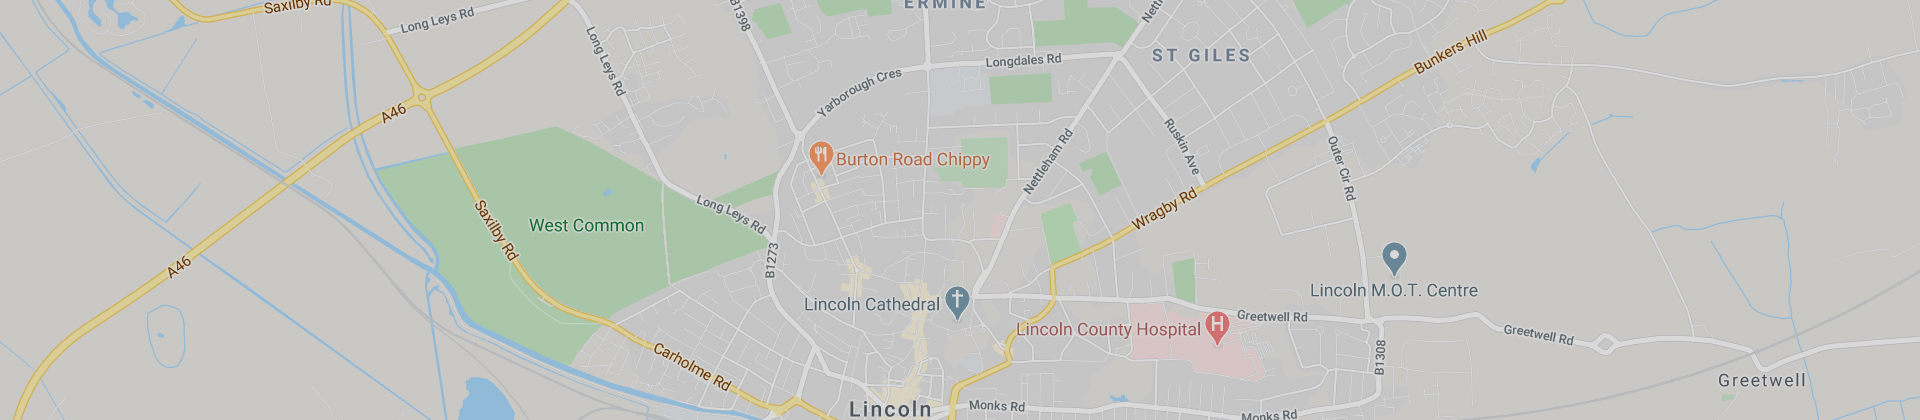 Saxilby Rd
Long Leys Rd
B1398
ERMINE
Long Leys Rd
Longdales Rd
ST GILES
Bunkers Hill
Yarborough Cres
A46
Burton Road Chippy
Nettleham Rd
Ruskin Ave
Outer Cir Rd
Saxilby Rd
West Common
Long Leys Rd
Wragby Rd
A46
B1273
Lincoln Cathedral
Lincoln M.O.T. Centre
Lincoln County Hospital
Greetwell Rd
Greetwell Rd
Carholme Rd
B1308
Greetwell
Lincoln
Monks Rd
Monks Rd